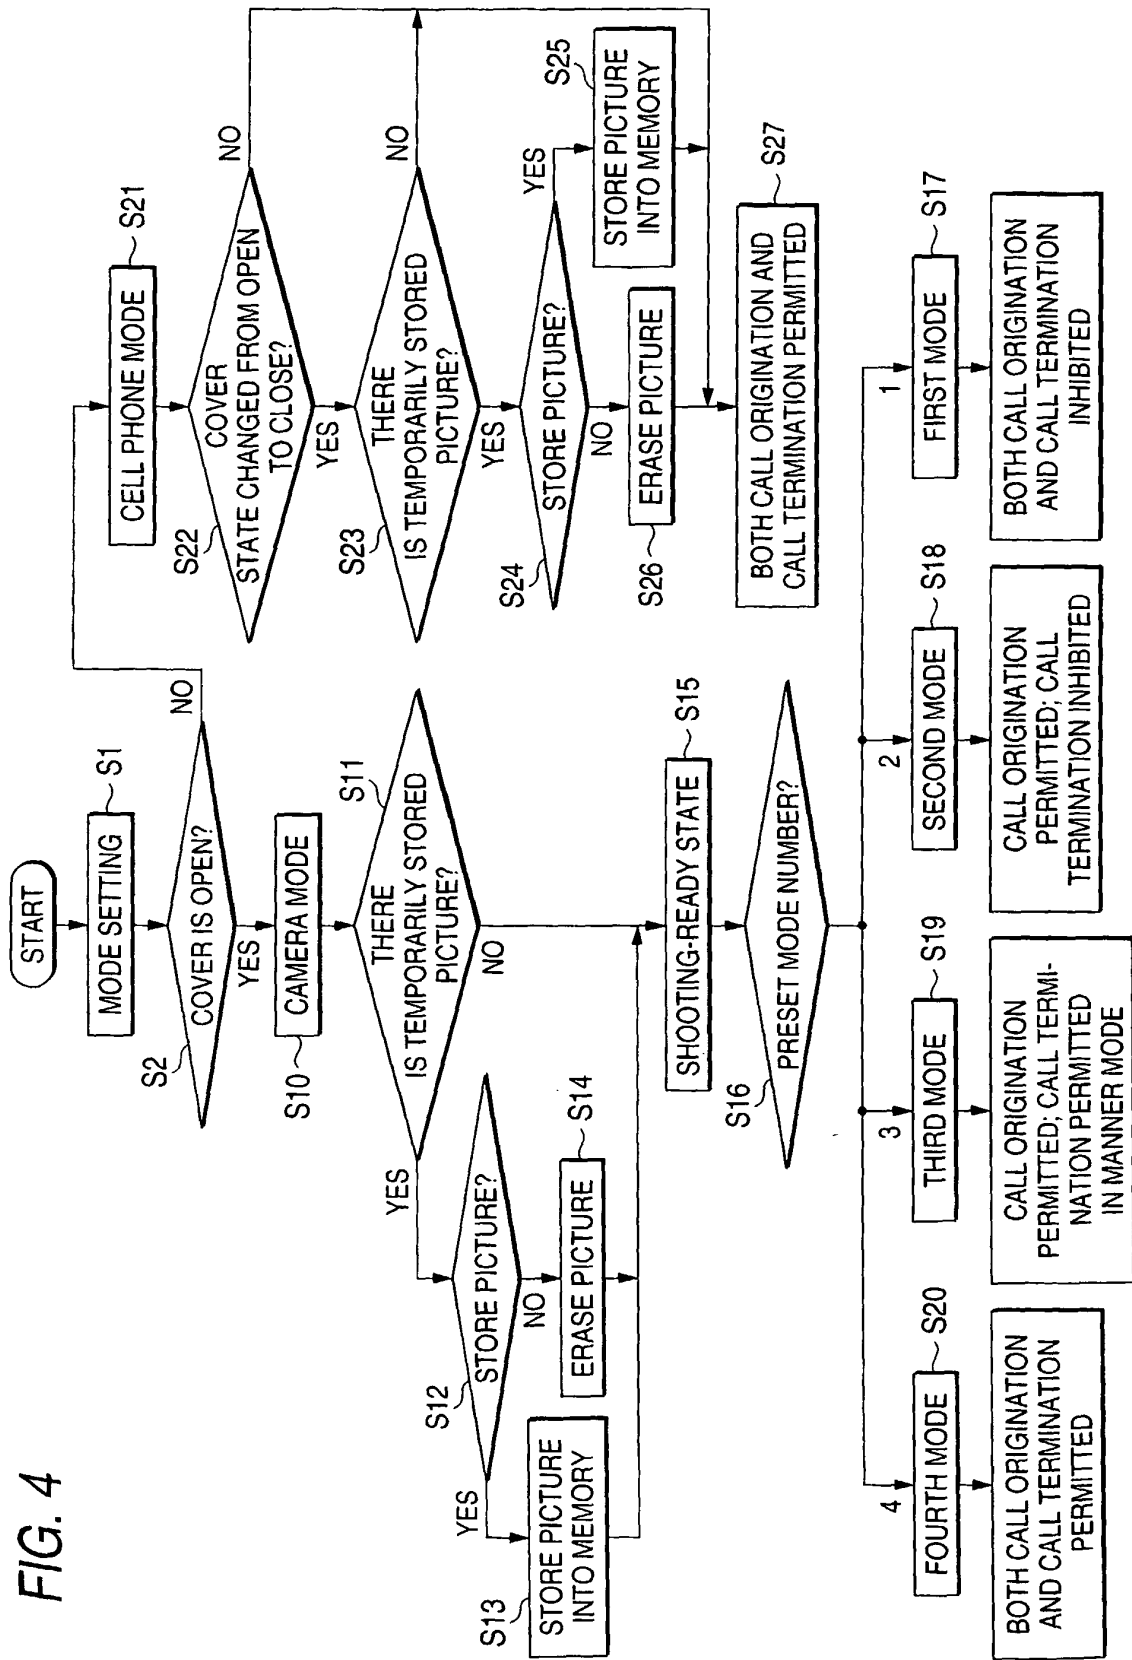 FIG. 4
START
MODE SETTING
S1
COVER IS OPEN?
S2
NO
YES
CAMERA MODE
S10
THERE
IS TEMPORARILY STORED
PICTURE?
S11
YES
NO
STORE PICTURE?
S12
YES
NO
STORE PICTURE
INTO MEMORY
S13
ERASE PICTURE
S14
SHOOTING-READY STATE
S15
PRESET MODE NUMBER?
S16
4
3
2
1
FOURTH MODE
S20
THIRD MODE
S19
SECOND MODE
S18
FIRST MODE
S17
BOTH CALL ORIGINATION
AND CALL TERMINATION
PERMITTED
CALL ORIGINATION
PERMITTED; CALL TERMI-
NATION PERMITTED
IN MANNER MODE
CALL ORIGINATION
PERMITTED; CALL
TERMINATION INHIBITED
BOTH CALL ORIGINATION
AND CALL TERMINATION
INHIBITED
CELL PHONE MODE
S21
COVER
STATE CHANGED FROM OPEN
TO CLOSE?
S22
NO
YES
THERE
IS TEMPORARILY STORED
PICTURE?
S23
NO
YES
STORE PICTURE?
S24
YES
NO
STORE PICTURE
INTO MEMORY
S25
ERASE PICTURE
S26
BOTH CALL ORIGINATION AND
CALL TERMINATION PERMITTED
S27